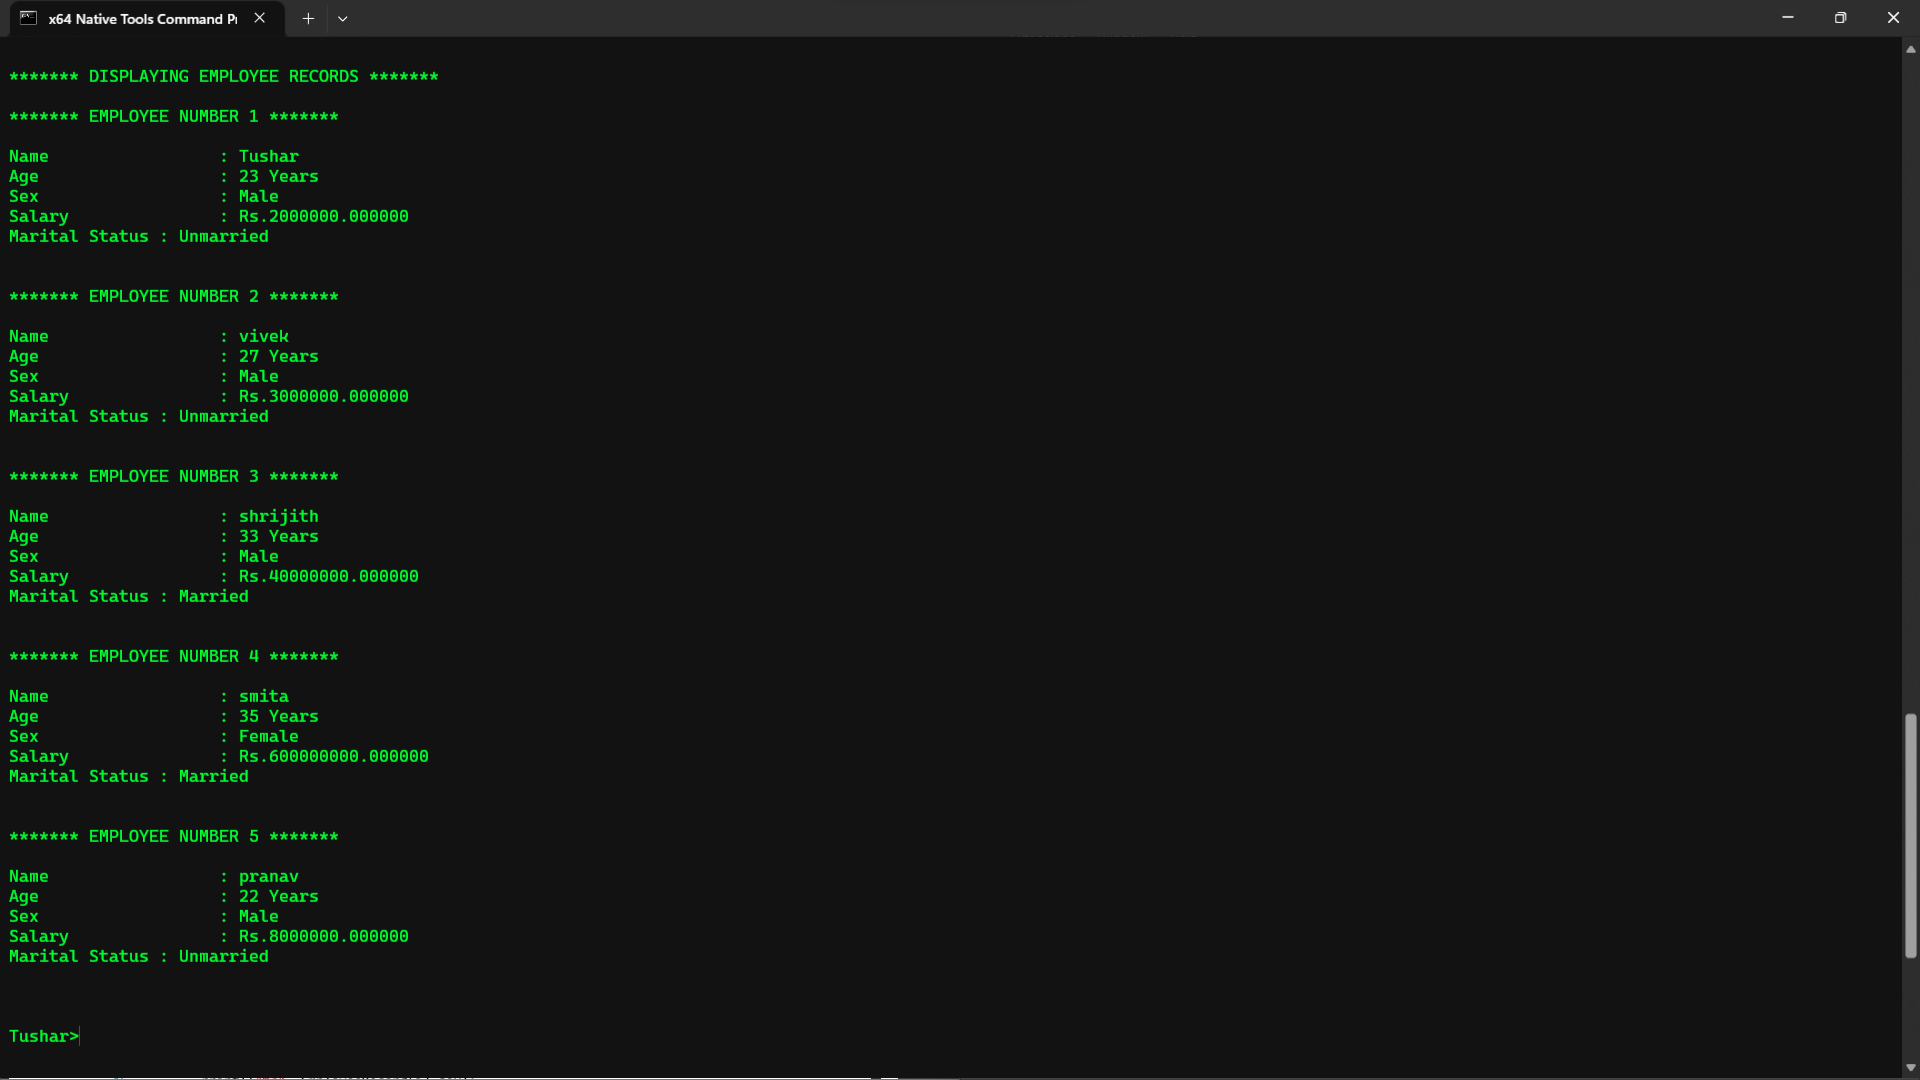 x64 Native Tools Command P
******* DISPLAYING EMPLOYEE RECORDS *******
******* EMPLOYEE NUMBER 1 *******
Name                 : Tushar
Age                  : 23 Years
Sex                  : Male
Salary               : Rs.2000000.000000
Marital Status : Unmarried
******* EMPLOYEE NUMBER 2 *******
Name                 : vivek
Age                  : 27 Years
Sex                  : Male
Salary               : Rs.3000000.000000
Marital Status : Unmarried
******* EMPLOYEE NUMBER 3 *******
Name                 : shrijith
Age                  : 33 Years
Sex                  : Male
Salary               : Rs.40000000.000000
Marital Status : Married
******* EMPLOYEE NUMBER 4 *******
Name                 : smita
Age                  : 35 Years
Sex                  : Female
Salary               : Rs.600000000.000000
Marital Status : Married
******* EMPLOYEE NUMBER 5 *******
Name                 : pranav
Age                  : 22 Years
Sex                  : Male
Salary               : Rs.8000000.000000
Marital Status : Unmarried
Tushar>